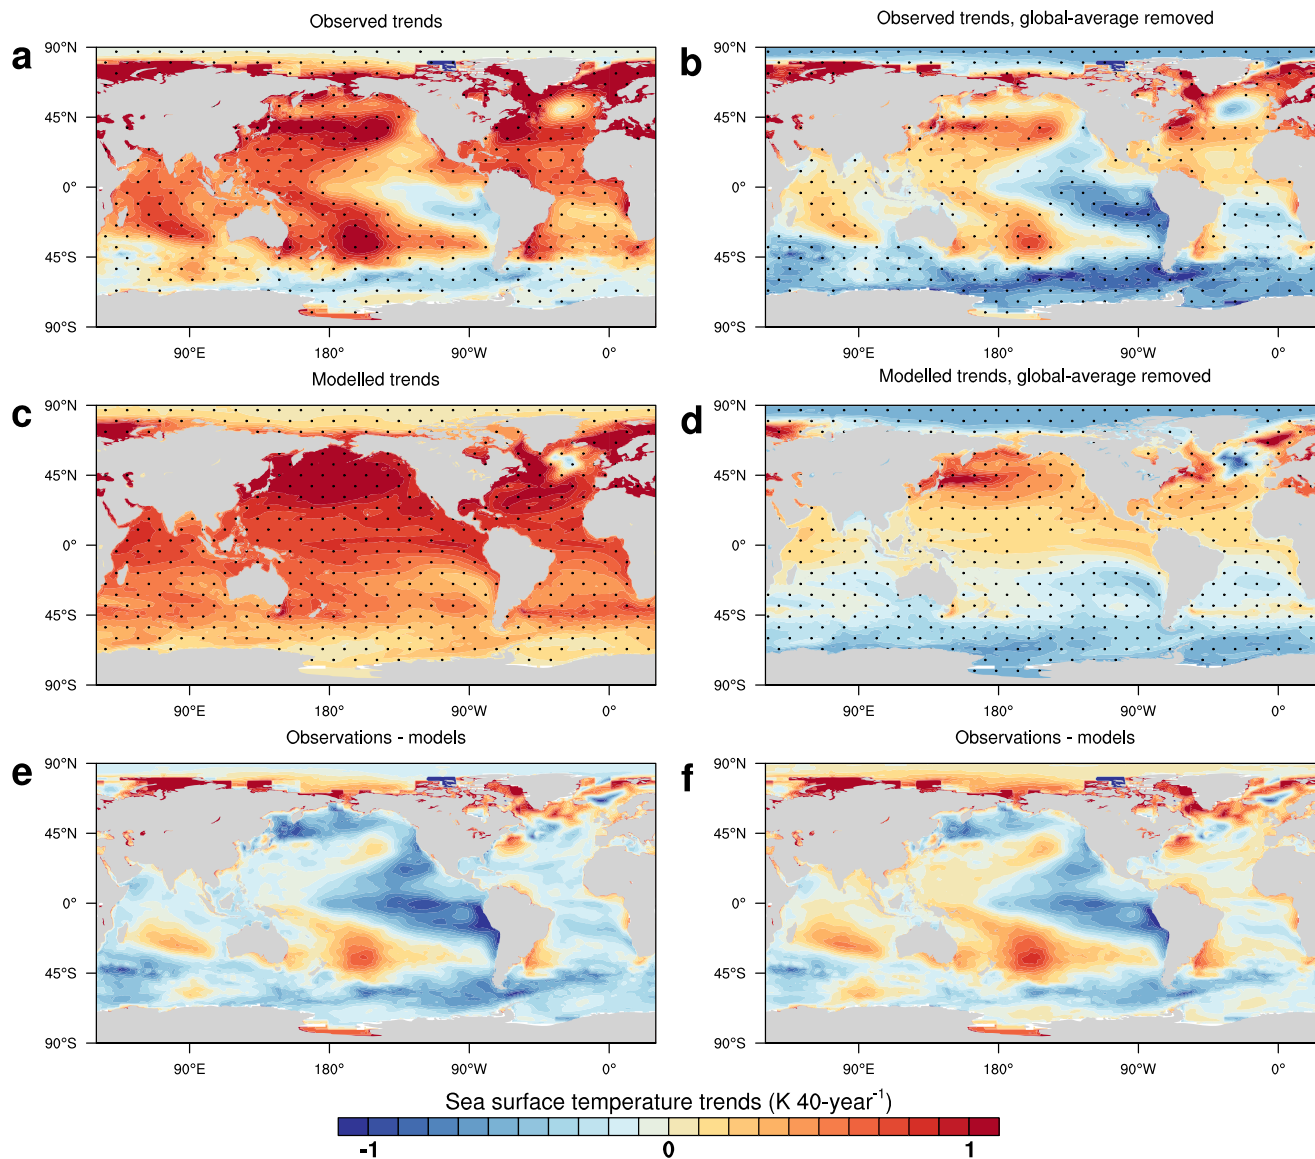 Observed trends
Observed trends, global-average removed
a
b
90°N
45°N
0°
45°S
90°S
90°E
180°
90°W
0°
90°N
45°N
0°
45°S
90°S
90°E
180°
90°W
0°
Modelled trends
Modelled trends, global-average removed
c
d
90°N
45°N
0°
45°S
90°S
90°E
180°
90°W
0°
90°N
45°N
0°
45°S
90°S
90°E
180°
90°W
0°
Observations - models
Observations - models
e
f
90°N
45°N
0°
45°S
90°S
90°E
180°
90°W
0°
90°N
45°N
0°
45°S
90°S
90°E
180°
90°W
0°
Sea surface temperature trends (K 40-year⁻¹)
-1
0
1